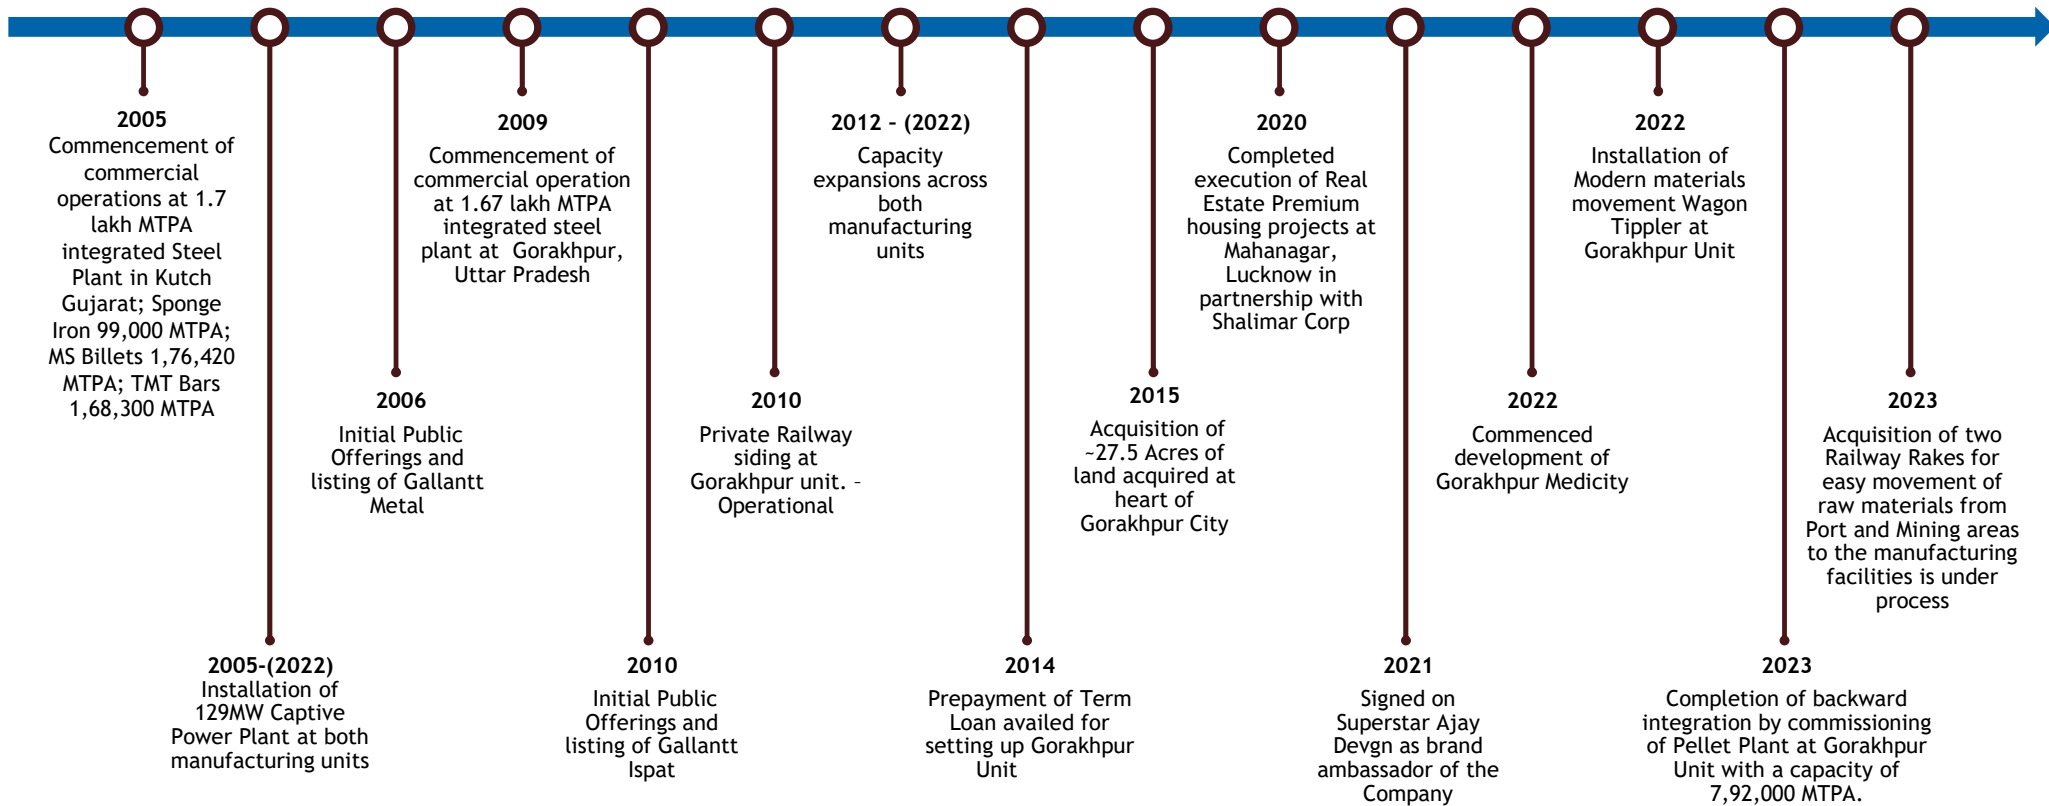 2005
Commencement of
commercial
operations at 1.7
lakh MTPA
integrated Steel
Plant in Kutch
Gujarat; Sponge
Iron 99,000 MTPA;
MS Billets 1,76,420
MTPA; TMT Bars
1,68,300 MTPA
2005-(2022)
Installation of
129MW Captive
Power Plant at both
manufacturing units
2006
Initial Public
Offerings and
listing of Gallantt
Metal
2009
Commencement of
commercial operation
at 1.67 lakh MTPA
integrated steel
plant at Gorakhpur,
Uttar Pradesh
2010
Initial Public
Offerings and
listing of Gallantt
Ispat
2010
Private Railway
siding at
Gorakhpur unit. –
Operational
2012 – (2022)
Capacity
expansions across
both
manufacturing
units
2014
Prepayment of Term
Loan availed for
setting up Gorakhpur
Unit
2015
Acquisition of
~27.5 Acres of
land acquired at
heart of
Gorakhpur City
2020
Completed
execution of Real
Estate Premium
housing projects at
Mahanagar,
Lucknow in
partnership with
Shalimar Corp
2021
Signed on
Superstar Ajay
Devgn as brand
ambassador of the
Company
2022
Commenced
development of
Gorakhpur Medicity
2022
Installation of
Modern materials
movement Wagon
Tippler at
Gorakhpur Unit
2023
Completion of backward
integration by commissioning
of Pellet Plant at Gorakhpur
Unit with a capacity of
7,92,000 MTPA.
2023
Acquisition of two
Railway Rakes for
easy movement of
raw materials from
Port and Mining areas
to the manufacturing
facilities is under
process